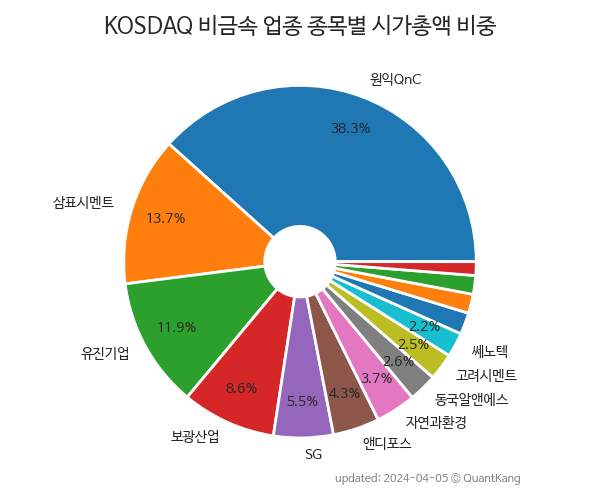 KOSDAQ 비금속 업종 종목별 시가총액 비중
원익QnC
38.3%
삼표시멘트
13.7%
유진기업
11.9%
보광산업
8.6%
SG
5.5%
앤디포스
4.3%
자연과환경
3.7%
동국알앤에스
2.6%
고려시멘트
2.5%
쎄노텍
2.2%
updated: 2024-04-05 © QuantKang